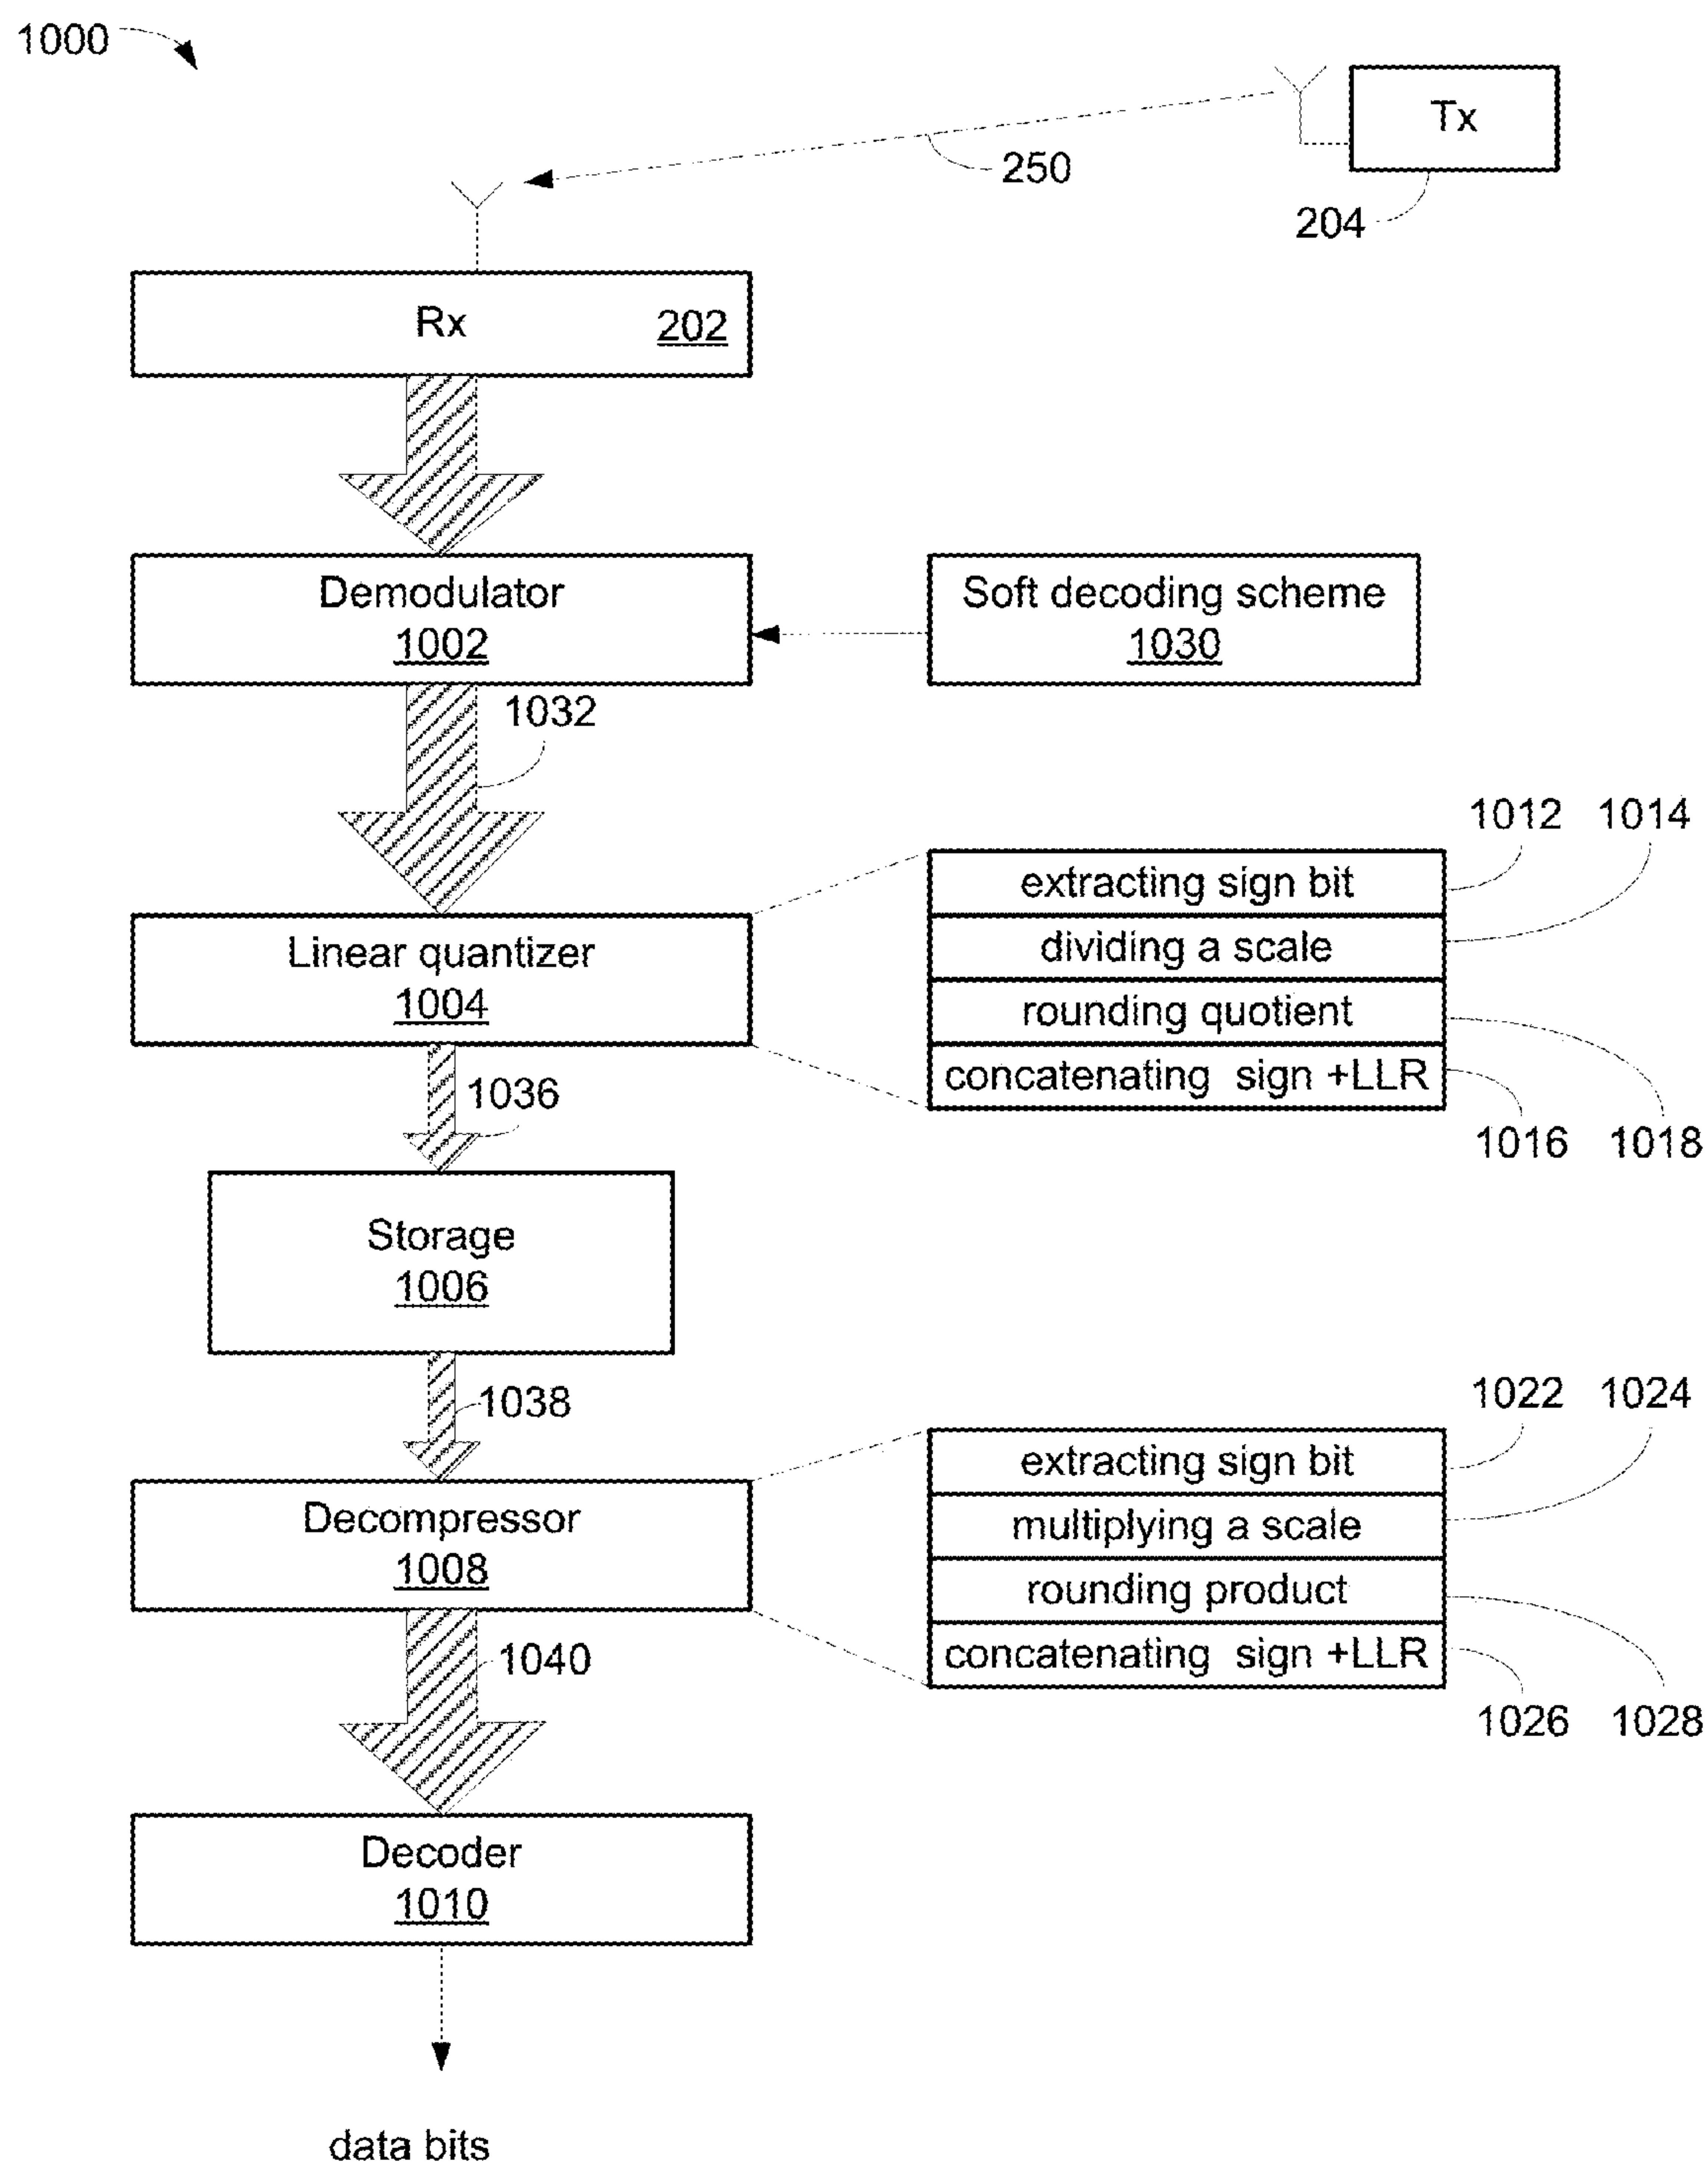 1000
Tx
250
204
Rx 202
Demodulator
1002
Soft decoding scheme
1030
1032
1012 1014
extracting sign bit
dividing a scale
rounding quotient
concatenating sign +LLR
1016 1018
Linear quantizer
1004
1036
Storage
1006
1038
1022 1024
extracting sign bit
multiplying a scale
rounding product
concatenating sign +LLR
1026 1028
Decompressor
1008
1040
Decoder
1010
data bits